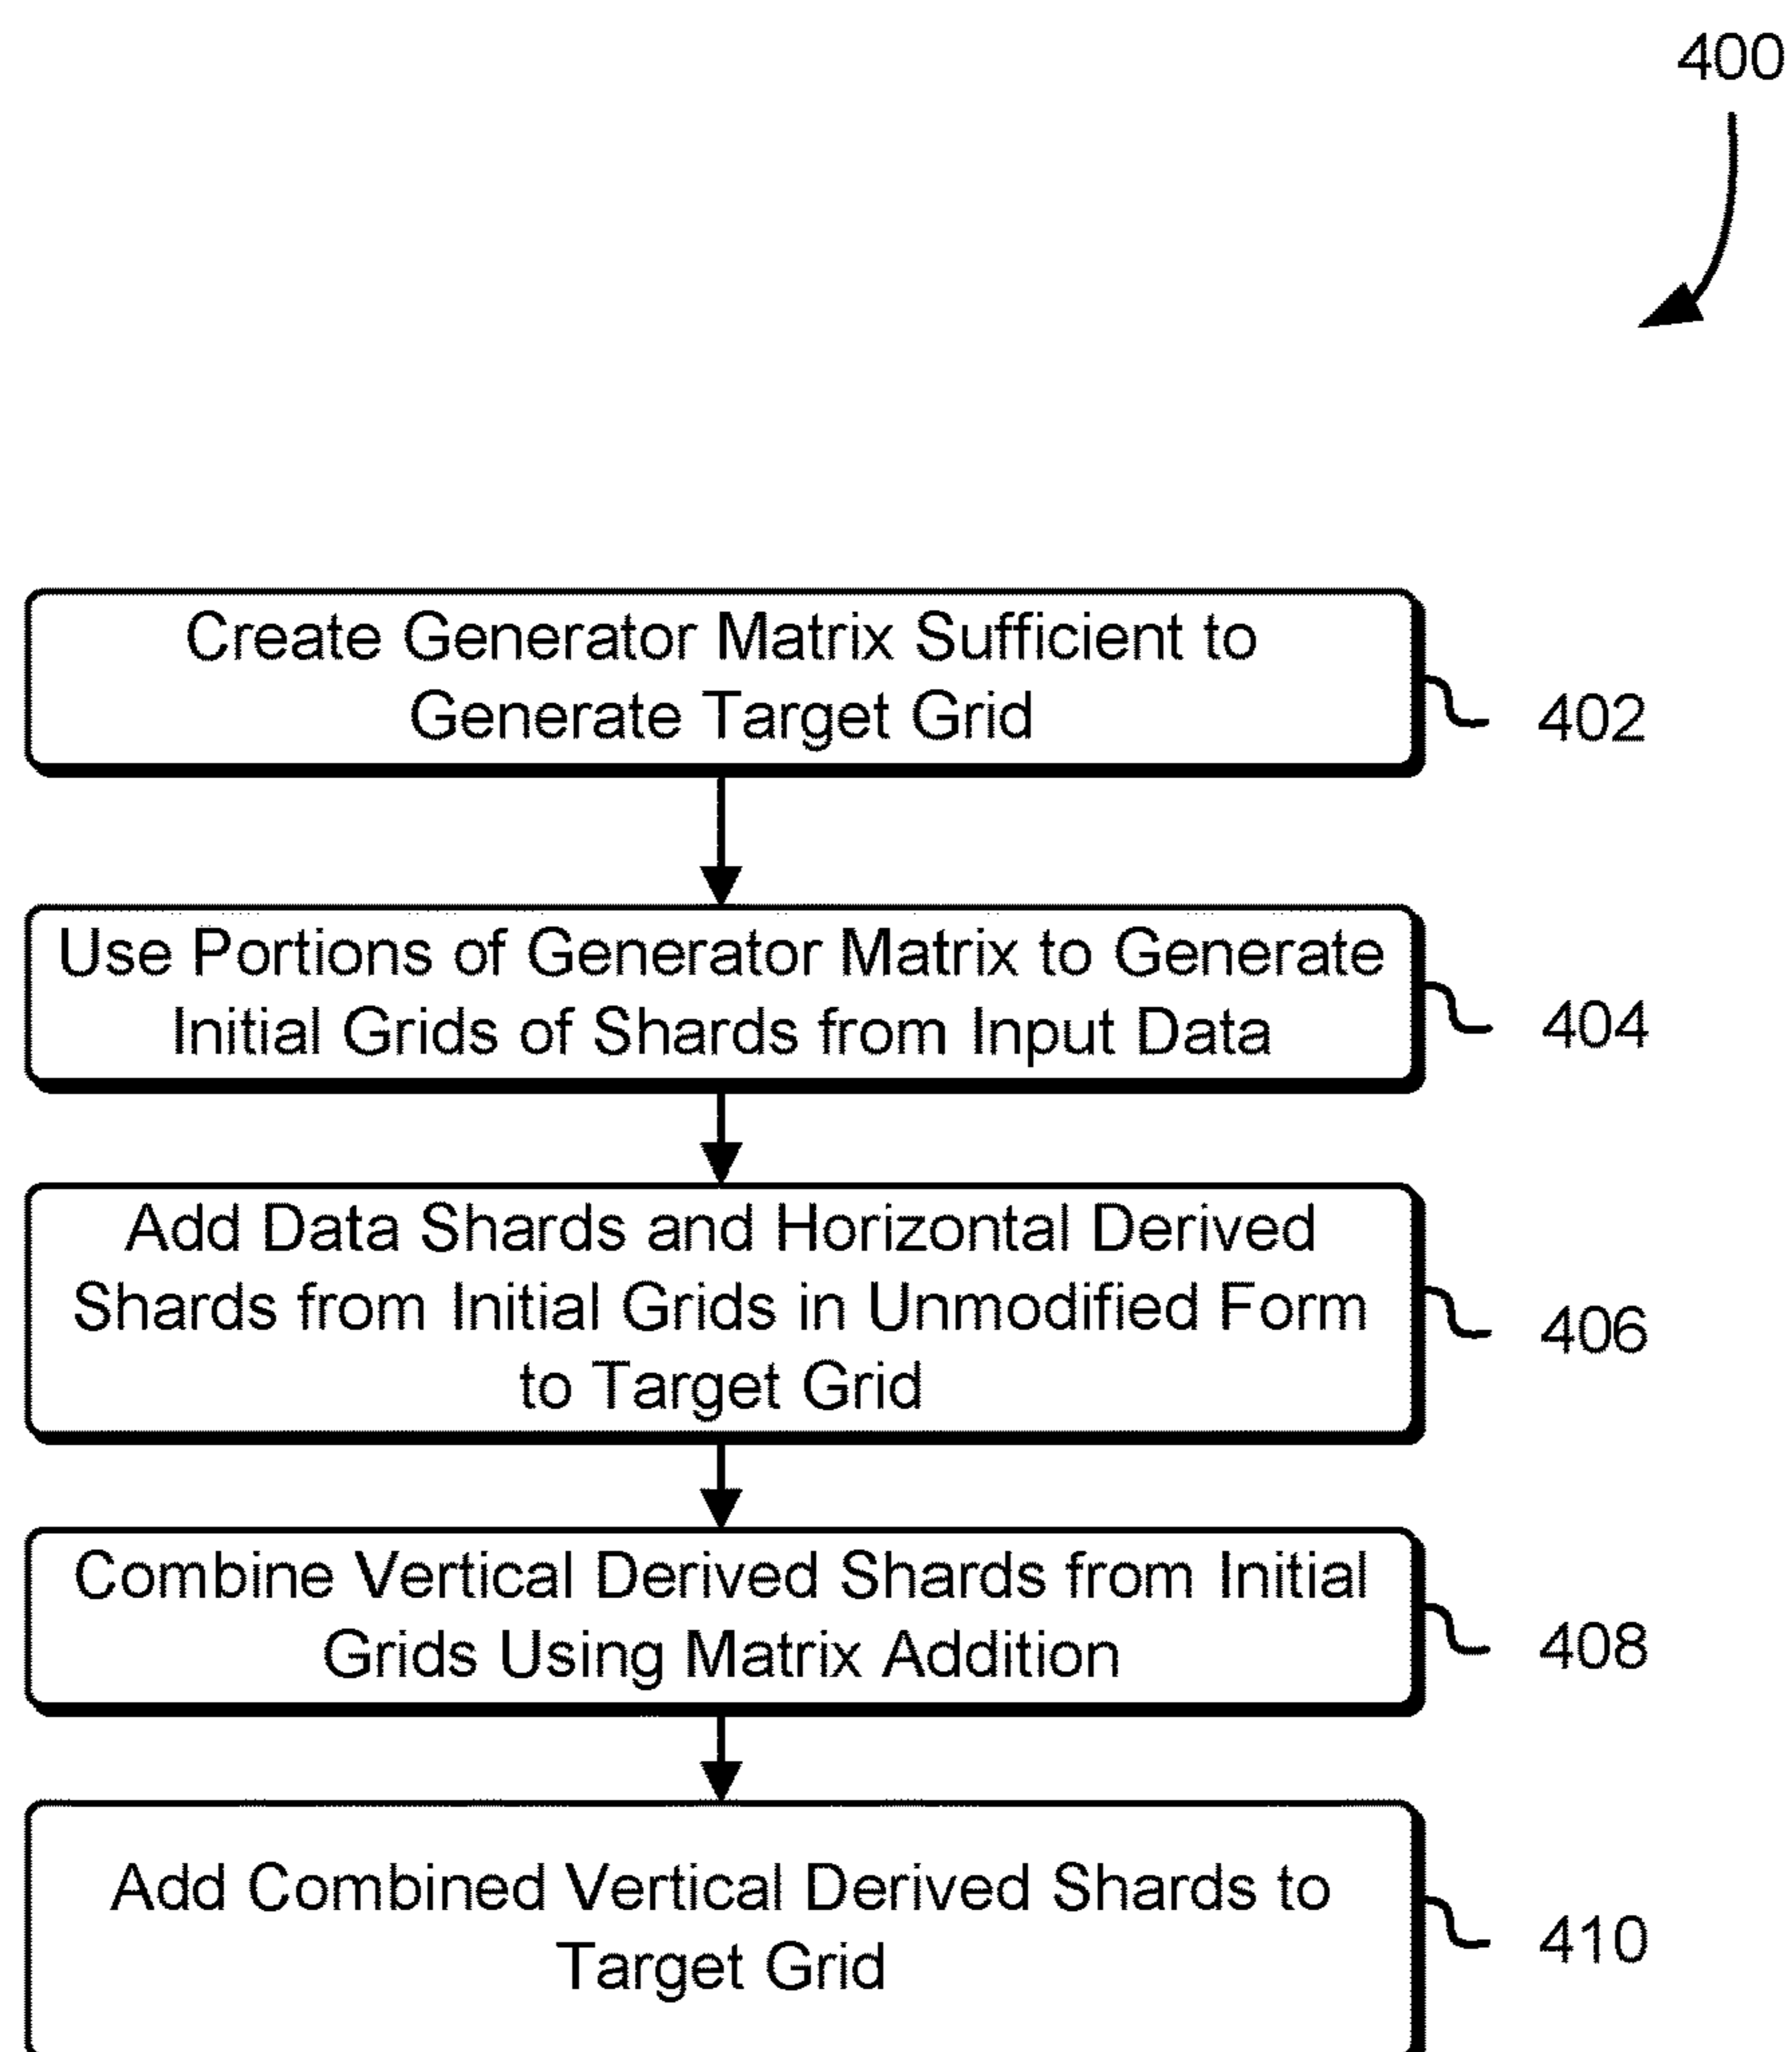 400
Create Generator Matrix Sufficient to
Generate Target Grid
402
Use Portions of Generator Matrix to Generate
Initial Grids of Shards from Input Data
404
Add Data Shards and Horizontal Derived
Shards from Initial Grids in Unmodified Form
to Target Grid
406
Combine Vertical Derived Shards from Initial
Grids Using Matrix Addition
408
Add Combined Vertical Derived Shards to
Target Grid
410